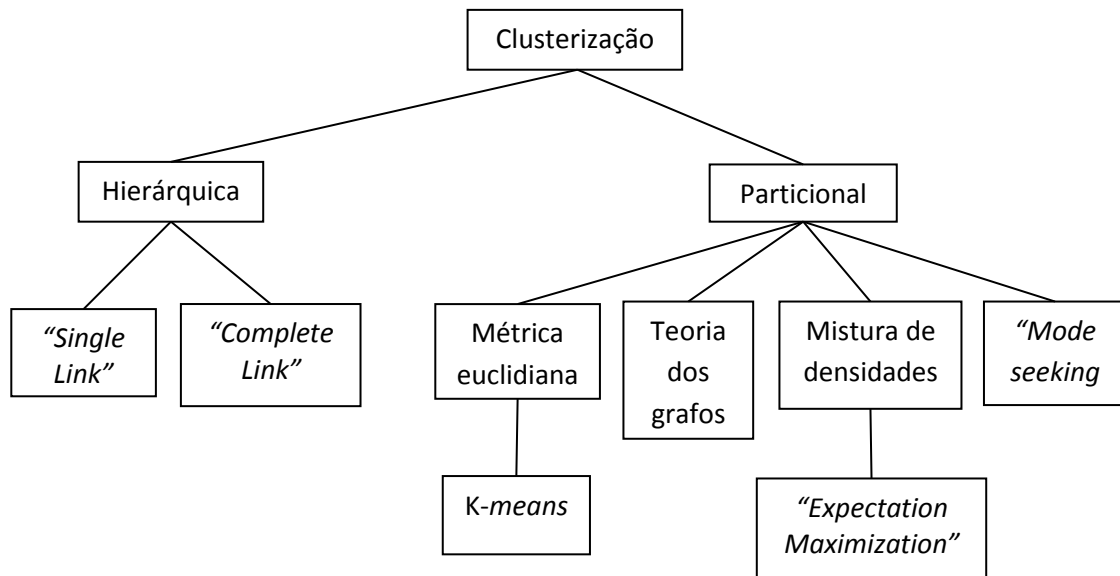 Clusterização
Hierárquica
Particional
“Single
Link”
“Complete
Link”
Métrica
euclidiana
Teoria
dos
grafos
Mistura de
densidades
“Mode
seeking
K-means
“Expectation
Maximization”